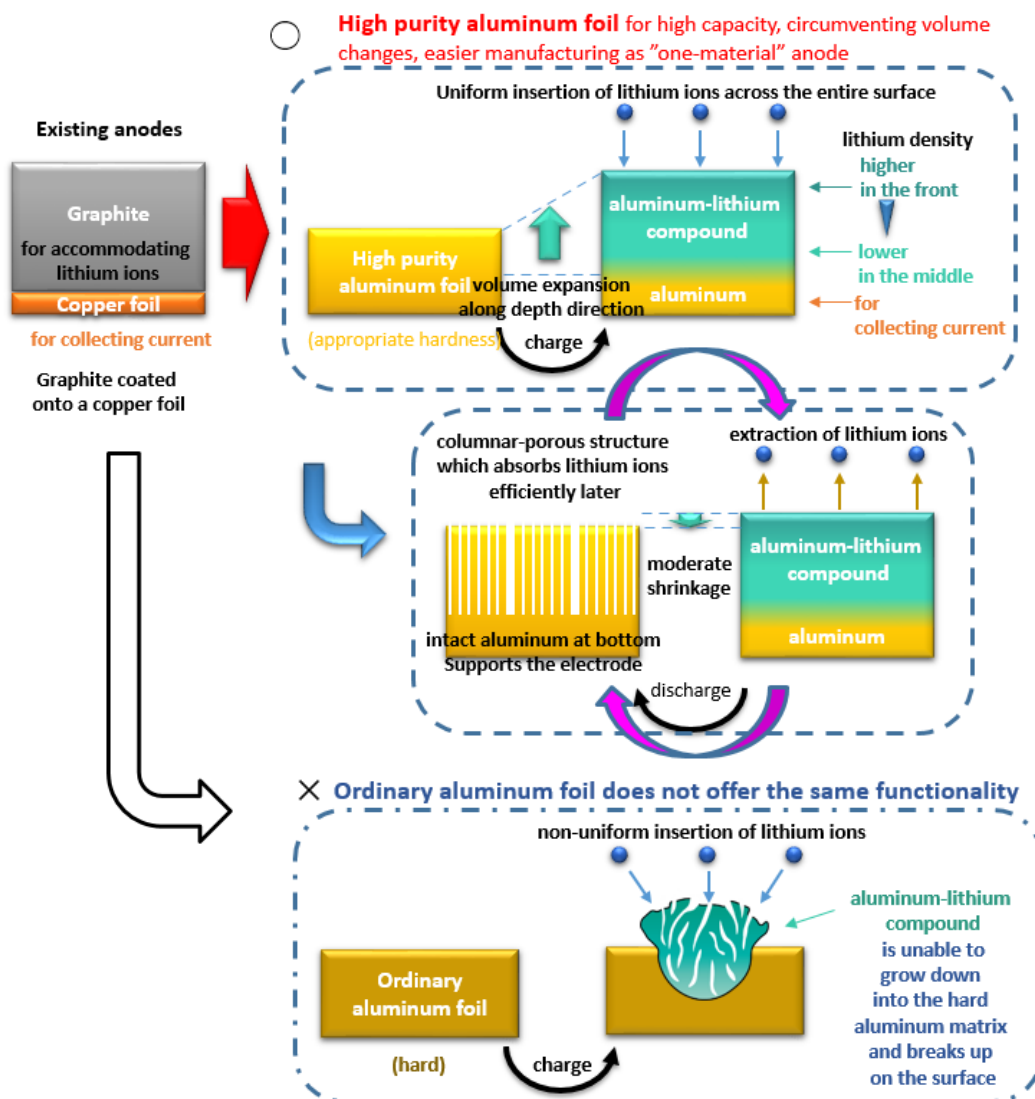 High purity aluminum foil for high capacity, circumventing volume
changes, easier manufacturing as ”one-material” anode
Existing anodes
Graphite
for accommodating
lithium ions
Copper foil
for collecting current
Graphite coated
onto a copper foil
Uniform insertion of lithium ions across the entire surface
lithium density
higher
in the front
lower
in the middle
for
collecting current
High purity
aluminum foil
(appropriate hardness)
volume expansion
along depth direction
charge
aluminum-lithium
compound
aluminum
columnar-porous structure
which absorbs lithium ions
efficiently later
extraction of lithium ions
moderate
shrinkage
aluminum-lithium
compound
aluminum
intact aluminum at bottom
Supports the electrode
discharge
× Ordinary aluminum foil does not offer the same functionality
non-uniform insertion of lithium ions
Ordinary
aluminum foil
(hard)
charge
aluminum-lithium
compound
is unable to
grow down
into the hard
aluminum matrix
and breaks up
on the surface